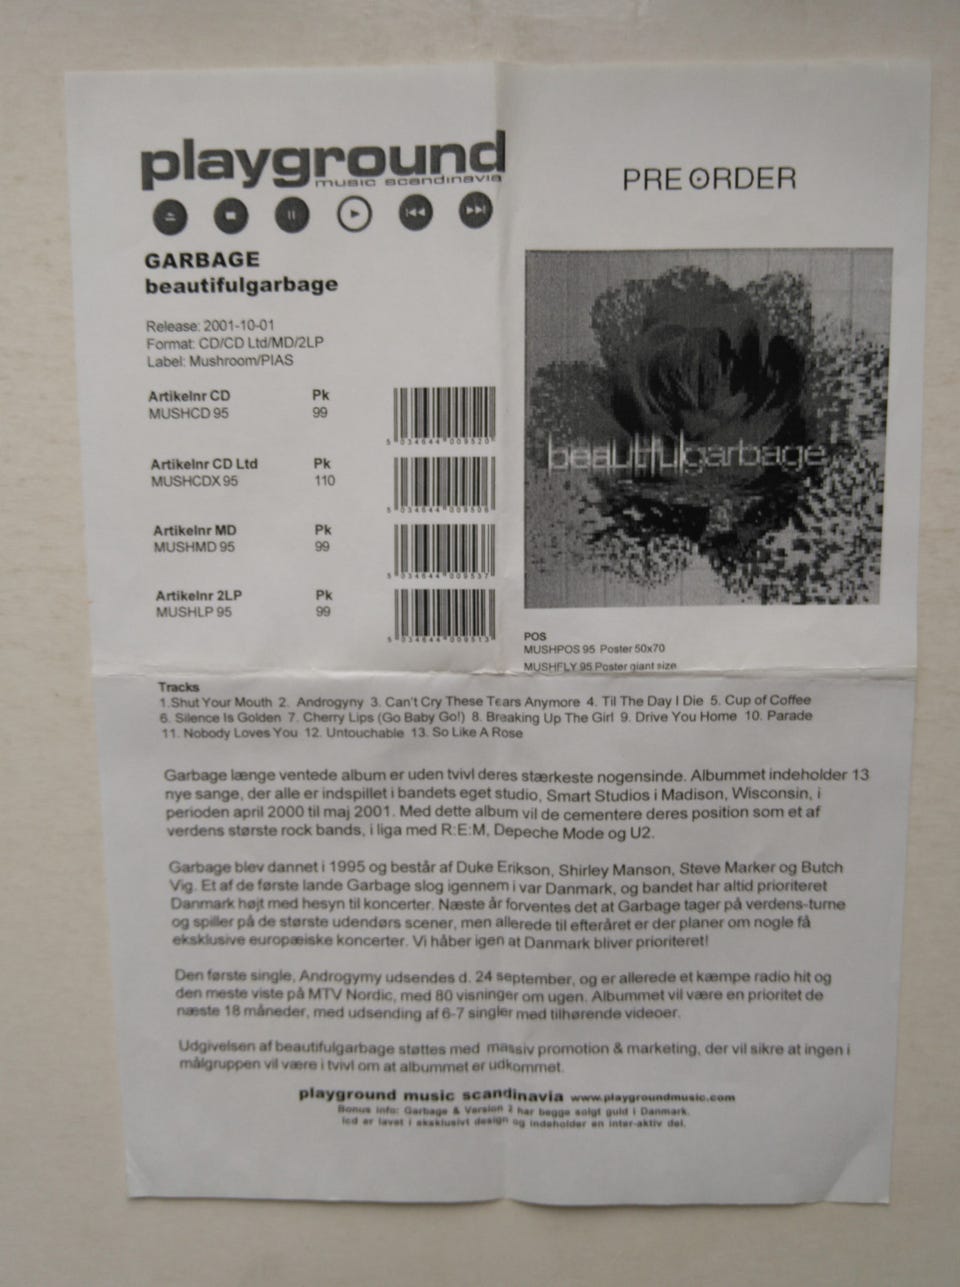 playground
music scandinavia
PRE ORDER
GARBAGE
beautifulgarbage
Release: 2001-10-01
Format: CD/CD Ltd/MD/2LP
Label: Mushroom/PIAS
Artikelnr CD Pk
MUSHCD 95 99
5 034644 009520
Artikelnr CD Ltd Pk
MUSHCDX 95 110
5 034644 009506
Artikelnr MD Pk
MUSHMD 95 99
5 034644 009537
Artikelnr 2LP Pk
MUSHLP 95 99
5 034644 009513
beautifulgarbage
POS
MUSHPOS 95 Poster 50x70
MUSHFLY 95 Poster giant size
Tracks
1.Shut Your Mouth 2. Androgyny 3. Can't Cry These Tears Anymore 4. Til The Day I Die 5. Cup of Coffee
6. Silence Is Golden 7. Cherry Lips (Go Baby Go!) 8. Breaking Up The Girl 9. Drive You Home 10. Parade
11. Nobody Loves You 12. Untouchable 13. So Like A Rose
Garbage længe ventede album er uden tvivl deres stærkeste nogensinde. Albummet indeholder 13
nye sange, der alle er indspillet i bandets eget studio, Smart Studios i Madison, Wisconsin, i
perioden april 2000 til maj 2001. Med dette album vil de cementere deres position som et af
verdens største rock bands, i liga med R:E:M, Depeche Mode og U2.
Garbage blev dannet i 1995 og består af Duke Erikson, Shirley Manson, Steve Marker og Butch
Vig. Et af de første lande Garbage slog igennem i var Danmark, og bandet har altid prioriteret
Danmark højt med hesyn til koncerter. Næste år forventes det at Garbage tager på verdens-turne
og spiller på de største udendørs scener, men allerede til efteråret er der planer om nogle få
eksklusive europæiske koncerter. Vi håber igen at Danmark bliver prioriteret!
Den første single, Androgymy udsendes d. 24 september, og er allerede et kæmpe radio hit og
den meste viste på MTV Nordic, med 80 visninger om ugen. Albummet vil være en prioritet de
næste 18 måneder, med udsending af 6-7 singler med tilhørende videoer.
Udgivelsen af beautifulgarbage støttes med massiv promotion & marketing, der vil sikre at ingen i
målgruppen vil være i tvivl om at albummet er udkommet.
playground music scandinavia www.playgroundmusic.com
Bonus info: Garbage & Version 2 har begge solgt guld i Danmark.
lcd er lavet i eksklusivt design og indeholder en inter-aktiv del.